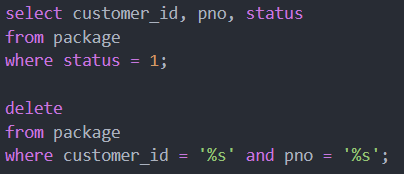 select customer_id, pno, status
from package
where status = 1;
delete
from package
where customer_id = '%s' and pno = '%s';